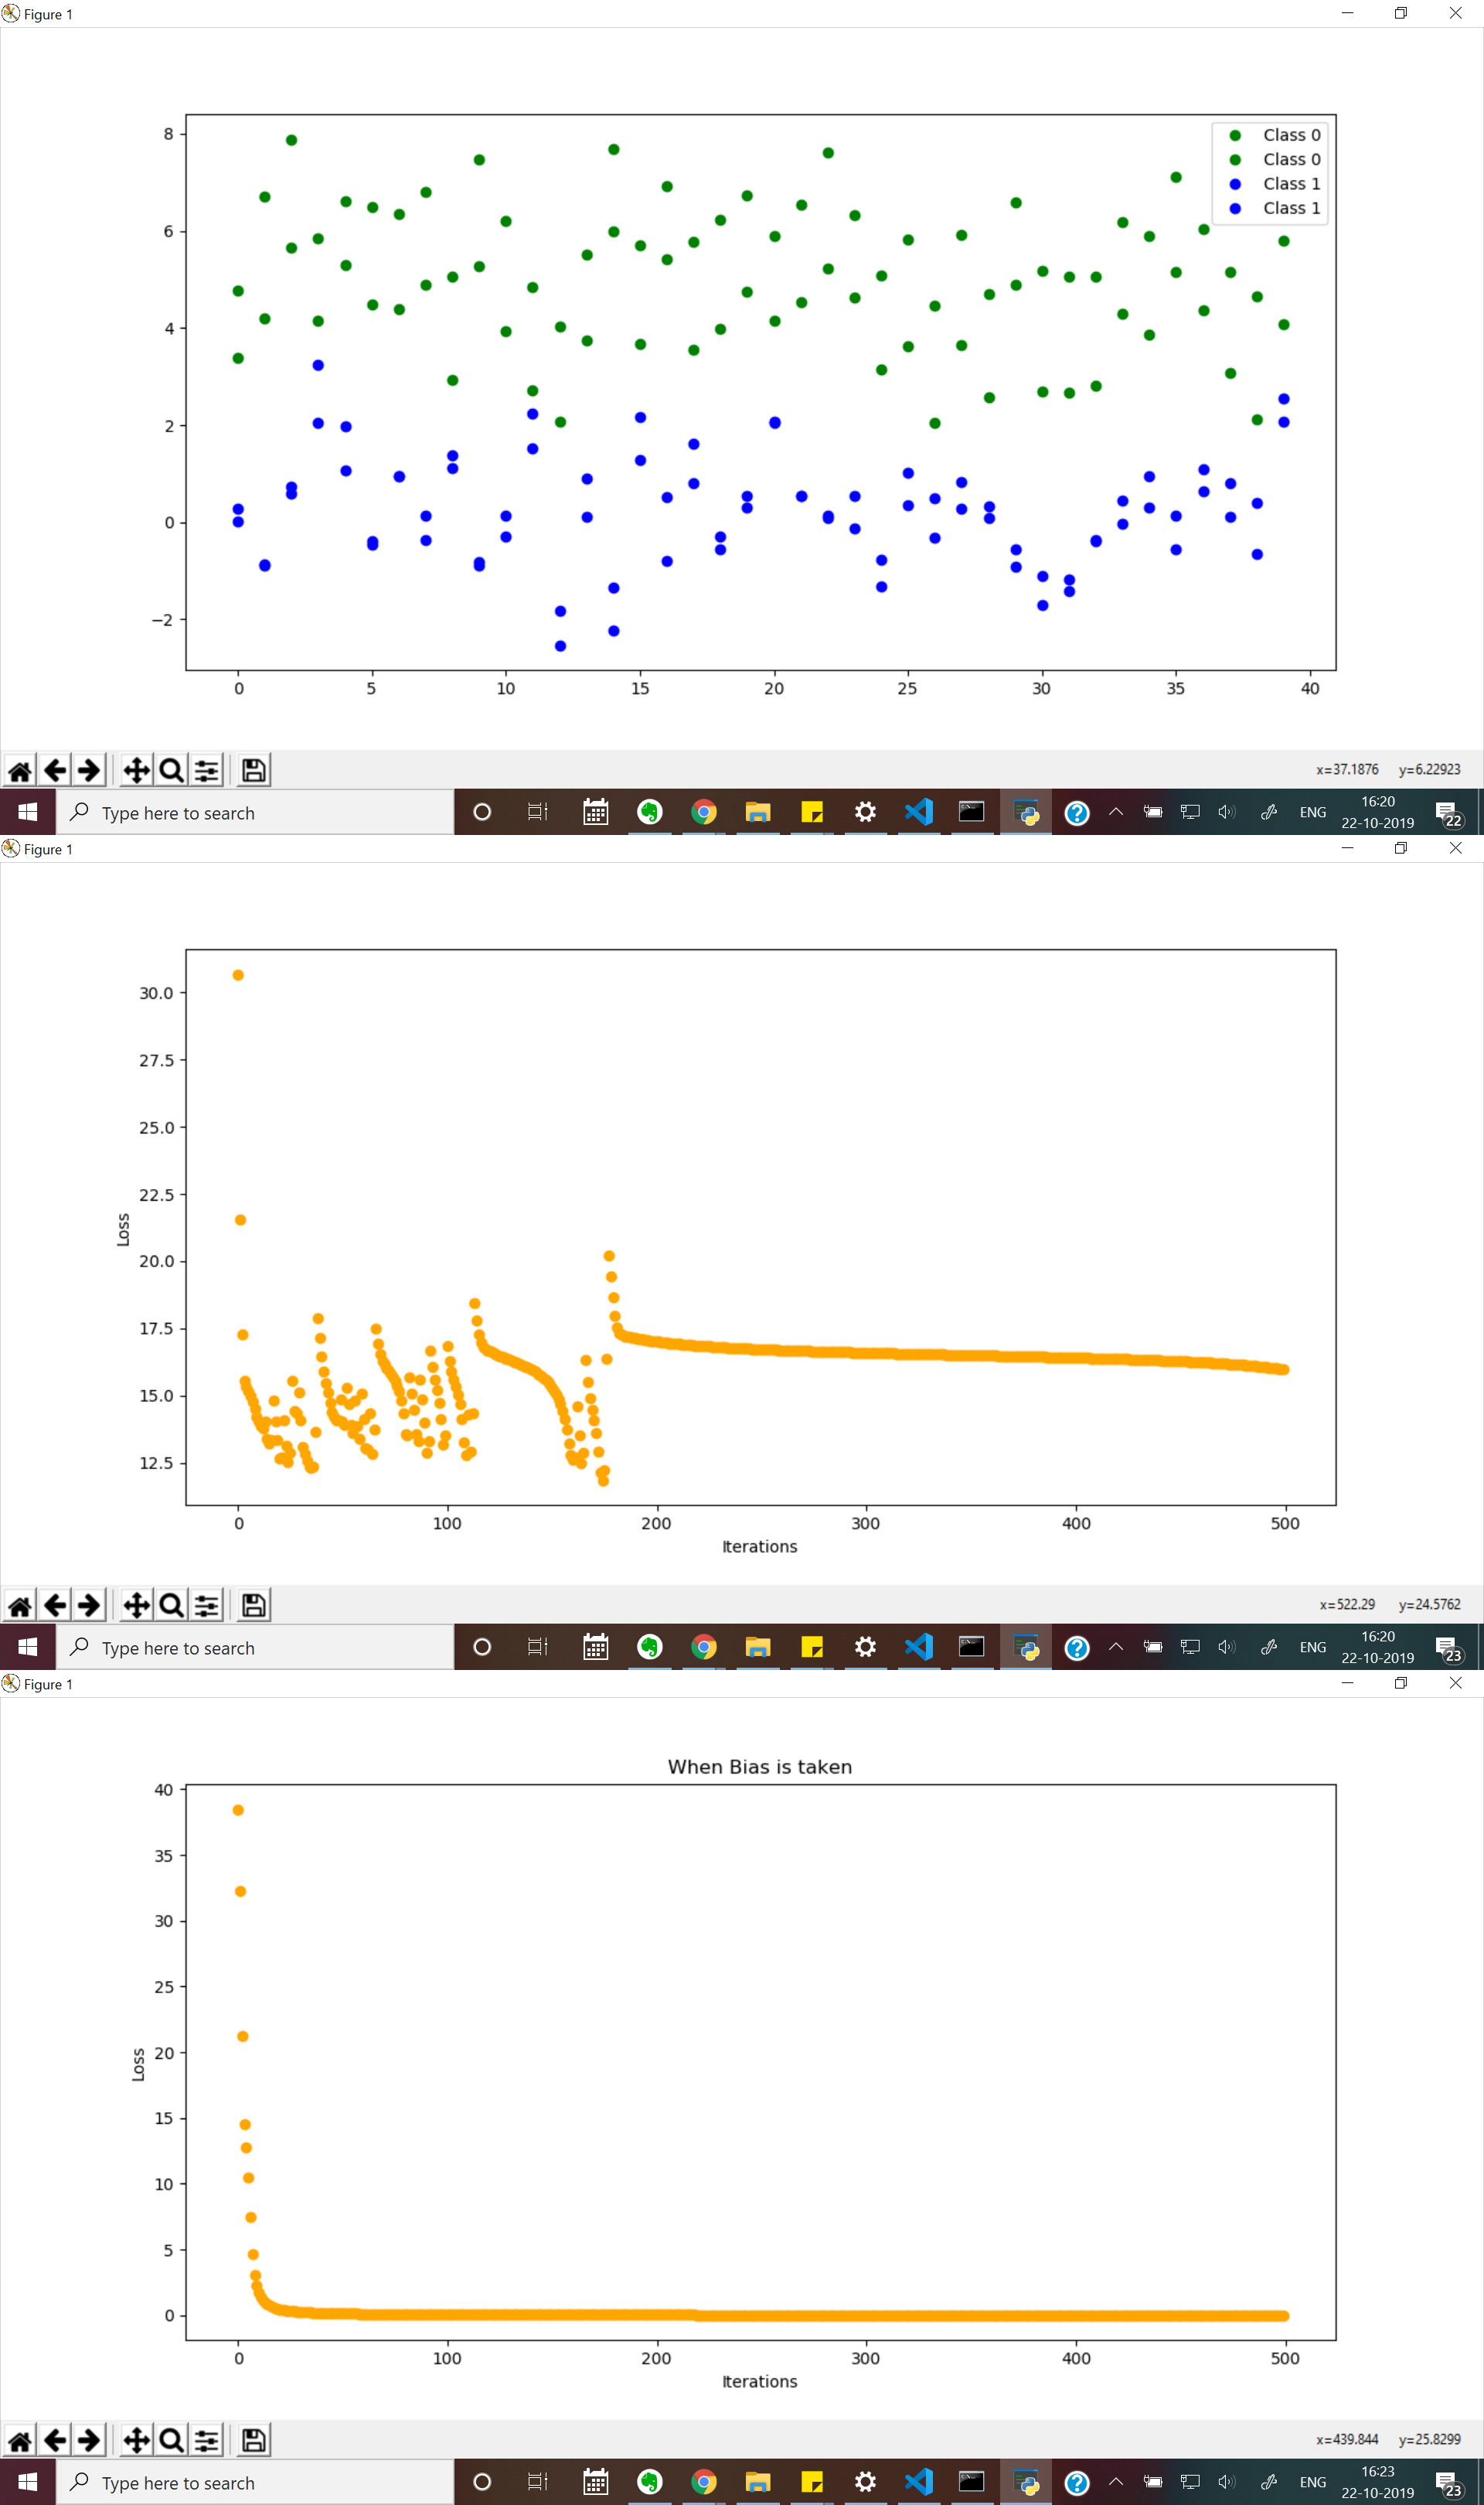 Figure 1
8
6
4
2
0
−2
Class 0
Class 0
Class 1
Class 1
0 5 10 15 20 25 30 35 40
x=37.1876 y=6.22923
Type here to search
ENG
16:20
22-10-2019
22
Figure 1
30.0
27.5
25.0
22.5
20.0
17.5
15.0
12.5
Loss
0 100 200 300 400 500
Iterations
x=522.29 y=24.5762
Type here to search
ENG
16:20
22-10-2019
23
Figure 1
When Bias is taken
40
35
30
25
20
15
10
5
0
Loss
0 100 200 300 400 500
Iterations
x=439.844 y=25.8299
Type here to search
ENG
16:23
22-10-2019
23